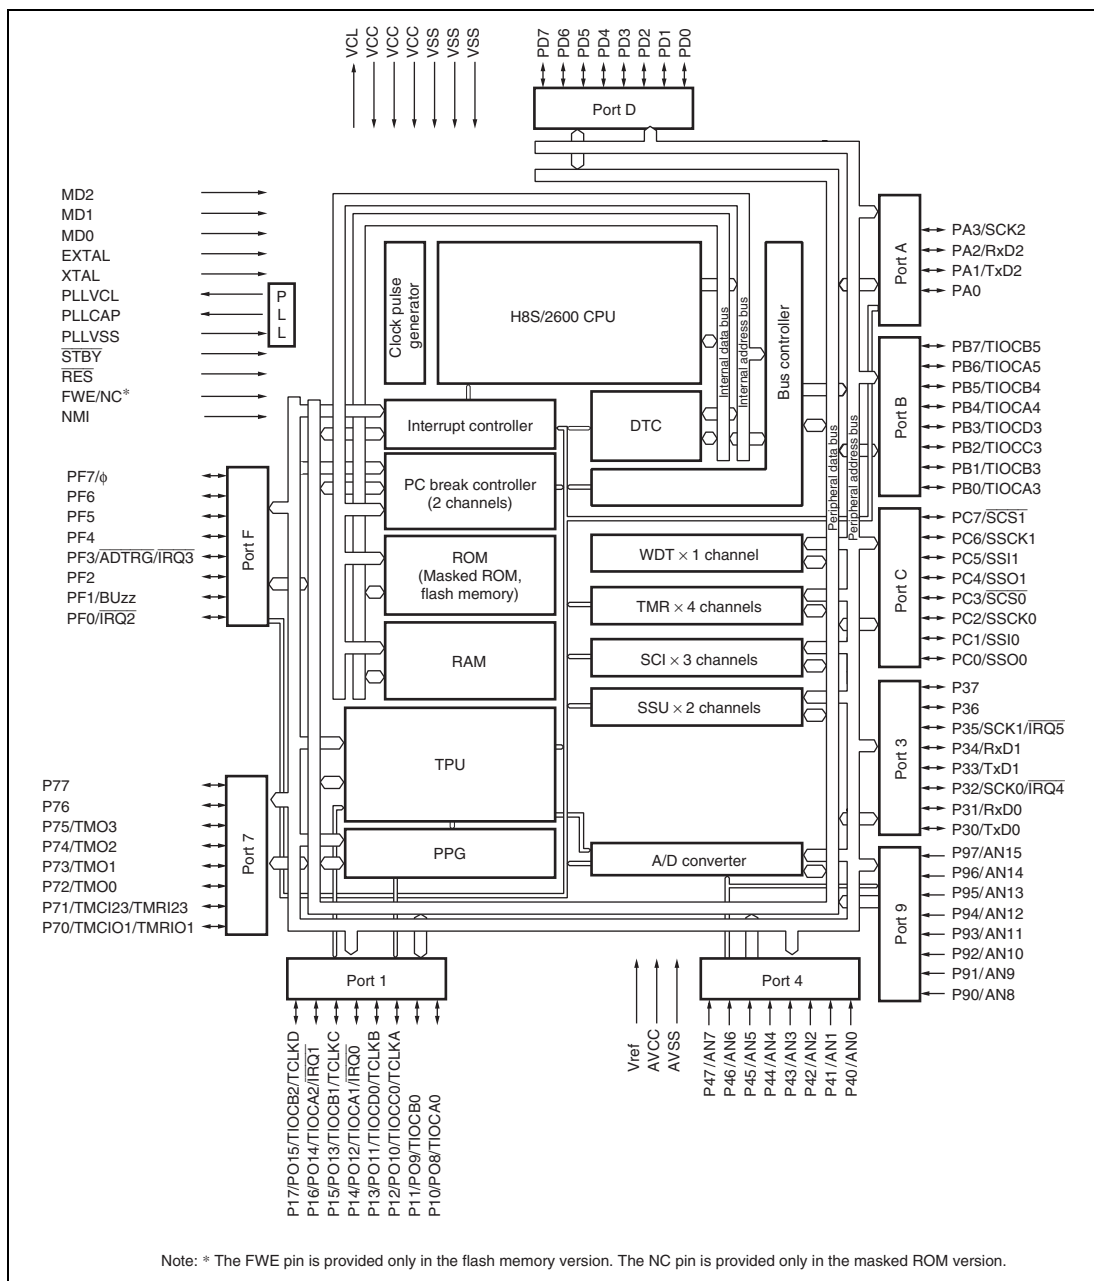 VCL
VCC
VCC
VCC
VSS
VSS
VSS
PD7
PD6
PD5
PD4
PD3
PD2
PD1
PD0
Port D
MD2
MD1
MD0
EXTAL
XTAL
PLLVCL
PLLCAP
PLLVSS
STBY
RES
FWE/NC*
NMI
P
L
L
Clock pulse
generator
H8S/2600 CPU
Internal data bus
Internal address bus
Bus controller
Peripheral data bus
Peripheral address bus
Interrupt controller
DTC
PC break controller
(2 channels)
ROM
(Masked ROM,
flash memory)
RAM
TPU
PPG
WDT × 1 channel
TMR × 4 channels
SCI × 3 channels
SSU × 2 channels
A/D converter
Port A
PA3/SCK2
PA2/RxD2
PA1/TxD2
PA0
Port B
PB7/TIOCB5
PB6/TIOCA5
PB5/TIOCB4
PB4/TIOCA4
PB3/TIOCD3
PB2/TIOCC3
PB1/TIOCB3
PB0/TIOCA3
Port C
PC7/SCS1
PC6/SSCK1
PC5/SSI1
PC4/SSO1
PC3/SCS0
PC2/SSCK0
PC1/SSI0
PC0/SSO0
Port 3
P37
P36
P35/SCK1/IRQ5
P34/RxD1
P33/TxD1
P32/SCK0/IRQ4
P31/RxD0
P30/TxD0
Port 9
P97/AN15
P96/AN14
P95/AN13
P94/AN12
P93/AN11
P92/AN10
P91/AN9
P90/AN8
PF7/ϕ
PF6
PF5
PF4
PF3/ADTRG/IRQ3
PF2
PF1/BUzz
PF0/IRQ2
Port F
P77
P76
P75/TMO3
P74/TMO2
P73/TMO1
P72/TMO0
P71/TMCI23/TMRI23
P70/TMCIO1/TMRIO1
Port 7
Port 1
P17/PO15/TIOCB2/TCLKD
P16/PO14/TIOCA2/IRQ1
P15/PO13/TIOCB1/TCLKC
P14/PO12/TIOCA1/IRQ0
P13/PO11/TIOCD0/TCLKB
P12/PO10/TIOCC0/TCLKA
P11/PO9/TIOCB0
P10/PO8/TIOCA0
Vref
AVCC
AVSS
Port 4
P47/AN7
P46/AN6
P45/AN5
P44/AN4
P43/AN3
P42/AN2
P41/AN1
P40/AN0
Note: * The FWE pin is provided only in the flash memory version. The NC pin is provided only in the masked ROM version.